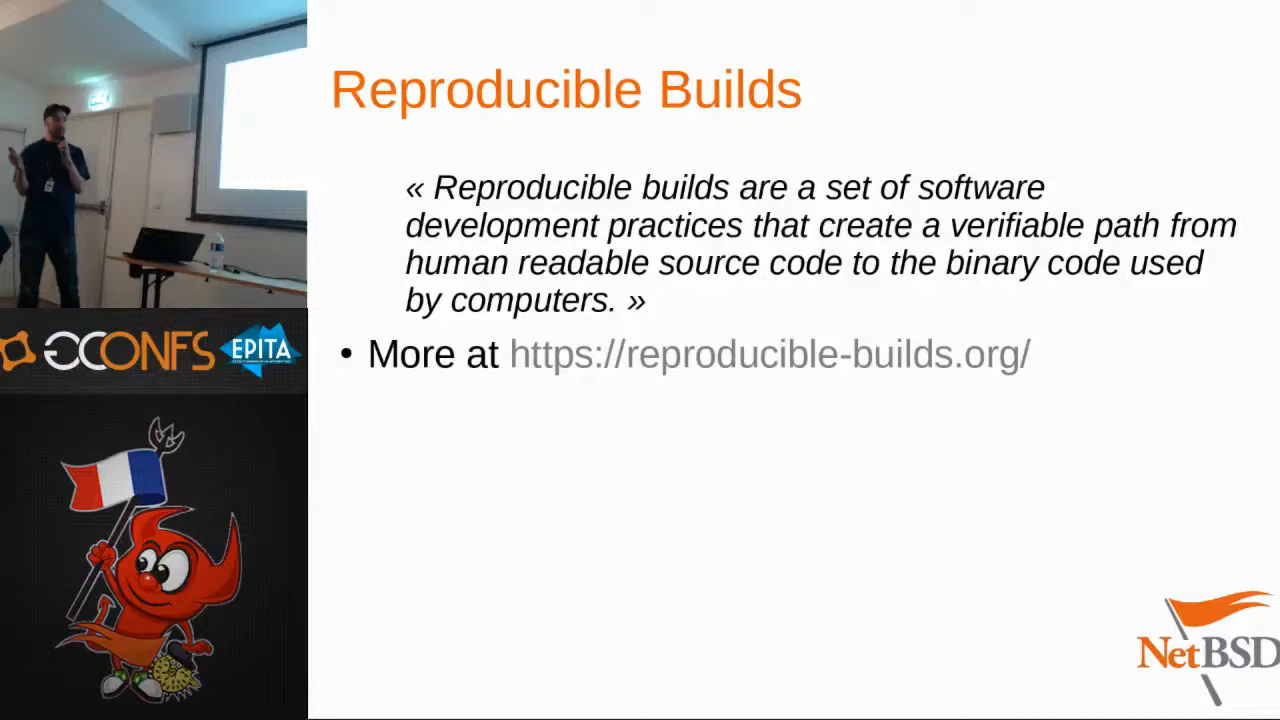 Reproducible Builds
« Reproducible builds are a set of software
development practices that create a verifiable path from
human readable source code to the binary code used
by computers. »
• More at https://reproducible-builds.org/
GCONFS
EPITA
NetBSD